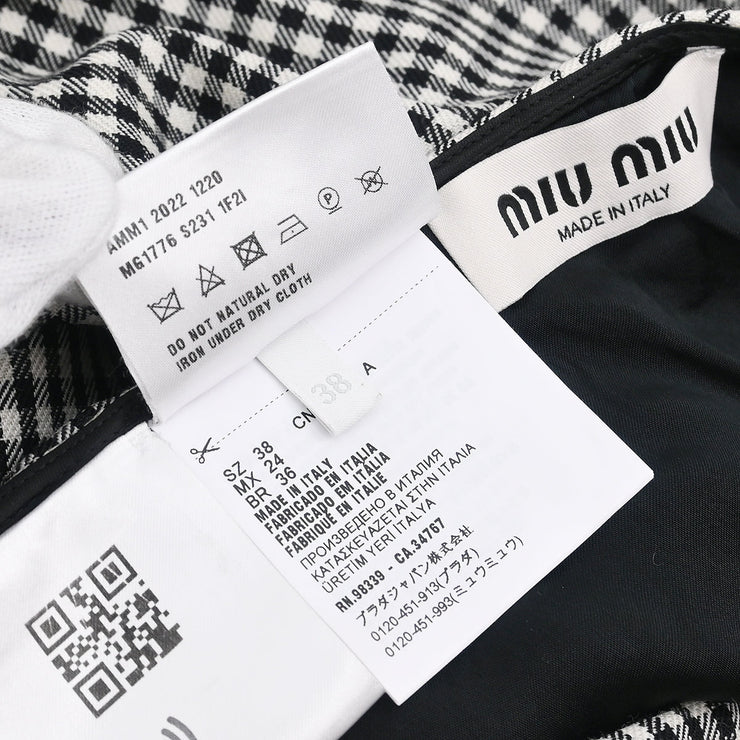 AMM1 2022 1220
MG1776 S231 1F2I
P
DO NOT NATURAL DRY
IRON UNDER DRY CLOTH
MIU MIU
MADE IN ITALY
38
CN
A
SZ 38
MX 24
BR 36
MADE IN ITALY
FABRICADO EN ITALIA
FABRICADO EM ITÁLIA
FABRIQUÉ EN ITALIE
ПРОИЗВЕДЕНО В ИТАЛИЯ
ΚΑΤΑΣΚΕΥΑΖΕΤΑΙ ΣΤΗΝ ΙΤΑΛΙΑ
ÜRETİM YERİ İTALYA
RN.98339 - CA.34767
プラダジャパン株式会社
0120-451-913(プラダ)
0120-451-993(ミュウミュウ)